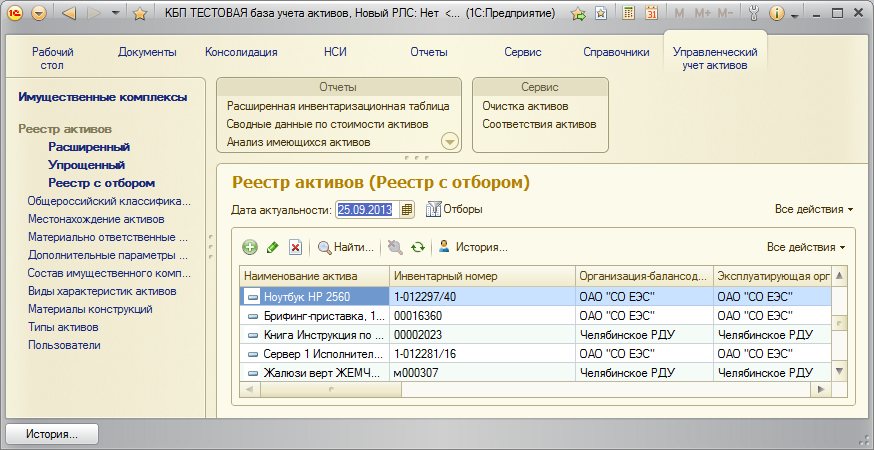 КБП ТЕСТОВАЯ база учета активов, Новый РЛС: Нет <... (1С:Предприятие)
M M+ M-
Рабочий стол
Документы
Консолидация
НСИ
Отчеты
Сервис
Справочники
Управленческий учет активов
Имущественные комплексы
Реестр активов
Расширенный
Упрощенный
Реестр с отбором
Общероссийский классифика...
Местонахождение активов
Материально ответственные ...
Дополнительные параметры ...
Состав имущественного комп...
Виды характеристик активов
Материалы конструкций
Типы активов
Пользователи
Отчеты
Расширенная инвентаризационная таблица
Сводные данные по стоимости активов
Анализ имеющихся активов
Сервис
Очистка активов
Соответствия активов
Реестр активов (Реестр с отбором)
Дата актуальности: 25.09.2013 Отборы Все действия
Найти... История... Все действия
Наименование актива Инвентарный номер Организация-балансод... Эксплуатирующая орг
Ноутбук HP 2560 1-012297/40 ОАО "СО ЕЭС" ОАО "СО ЕЭС"
Брифинг-приставка, 1... 00016360 ОАО "СО ЕЭС" ОАО "СО ЕЭС"
Книга Инструкция по ... 00002023 Челябинское РДУ Челябинское РДУ
Сервер 1 Исполнител... 1-012281/16 ОАО "СО ЕЭС" ОАО "СО ЕЭС"
Жалюзи верт ЖЕМЧ... м000307 Челябинское РДУ Челябинское РДУ
История...